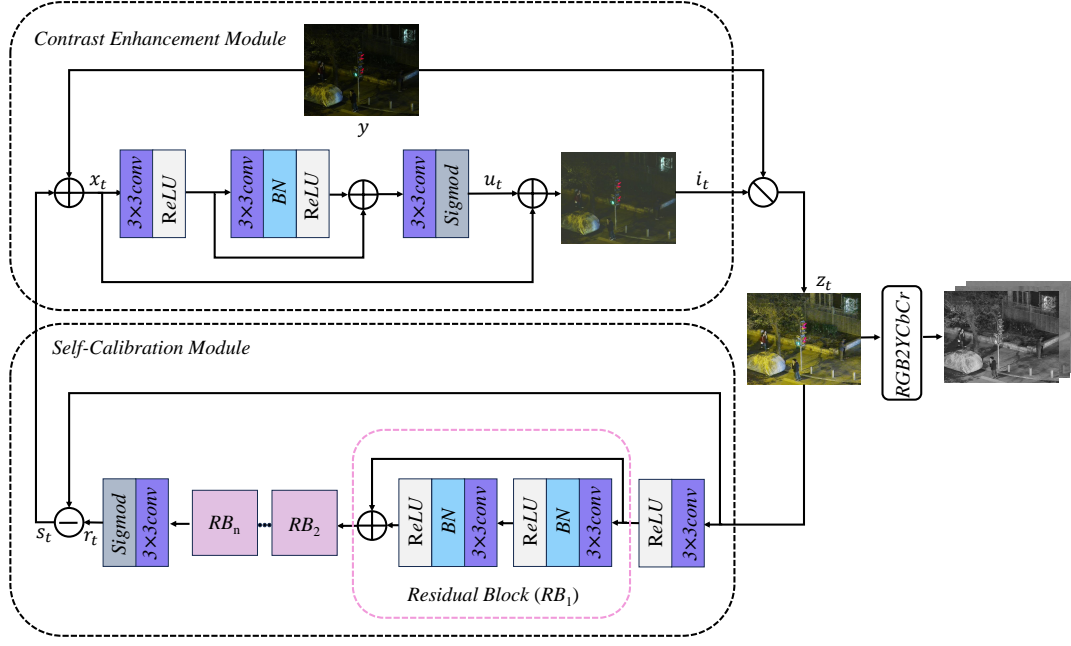 Contrast Enhancement Module
y
x_t
3×3conv
ReLU
3×3conv
BN
ReLU
3×3conv
Sigmod
u_t
i_t
z_t
RGB2YCbCr
Self-Calibration Module
s_t
r_t
Sigmod
3×3conv
RB_n
RB_2
ReLU
BN
3×3conv
ReLU
BN
3×3conv
ReLU
3×3conv
Residual Block (RB_1)